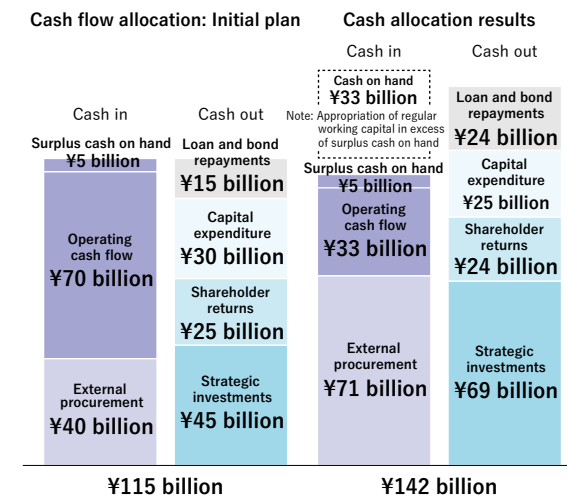 Cash flow allocation: Initial plan
Cash in
Surplus cash on hand
¥5 billion
Operating
cash flow
¥70 billion
External
procurement
¥40 billion
Cash out
Loan and bond
repayments
¥15 billion
Capital
expenditure
¥30 billion
Shareholder
returns
¥25 billion
Strategic
investments
¥45 billion
¥115 billion
Cash allocation results
Cash in
Cash on hand
¥33 billion
Note: Appropriation of regular
working capital in excess
of surplus cash on hand
Surplus cash on hand
¥5 billion
Operating
cash flow
¥33 billion
External
procurement
¥71 billion
Cash out
Loan and bond
repayments
¥24 billion
Capital
expenditure
¥25 billion
Shareholder
returns
¥24 billion
Strategic
investments
¥69 billion
¥142 billion